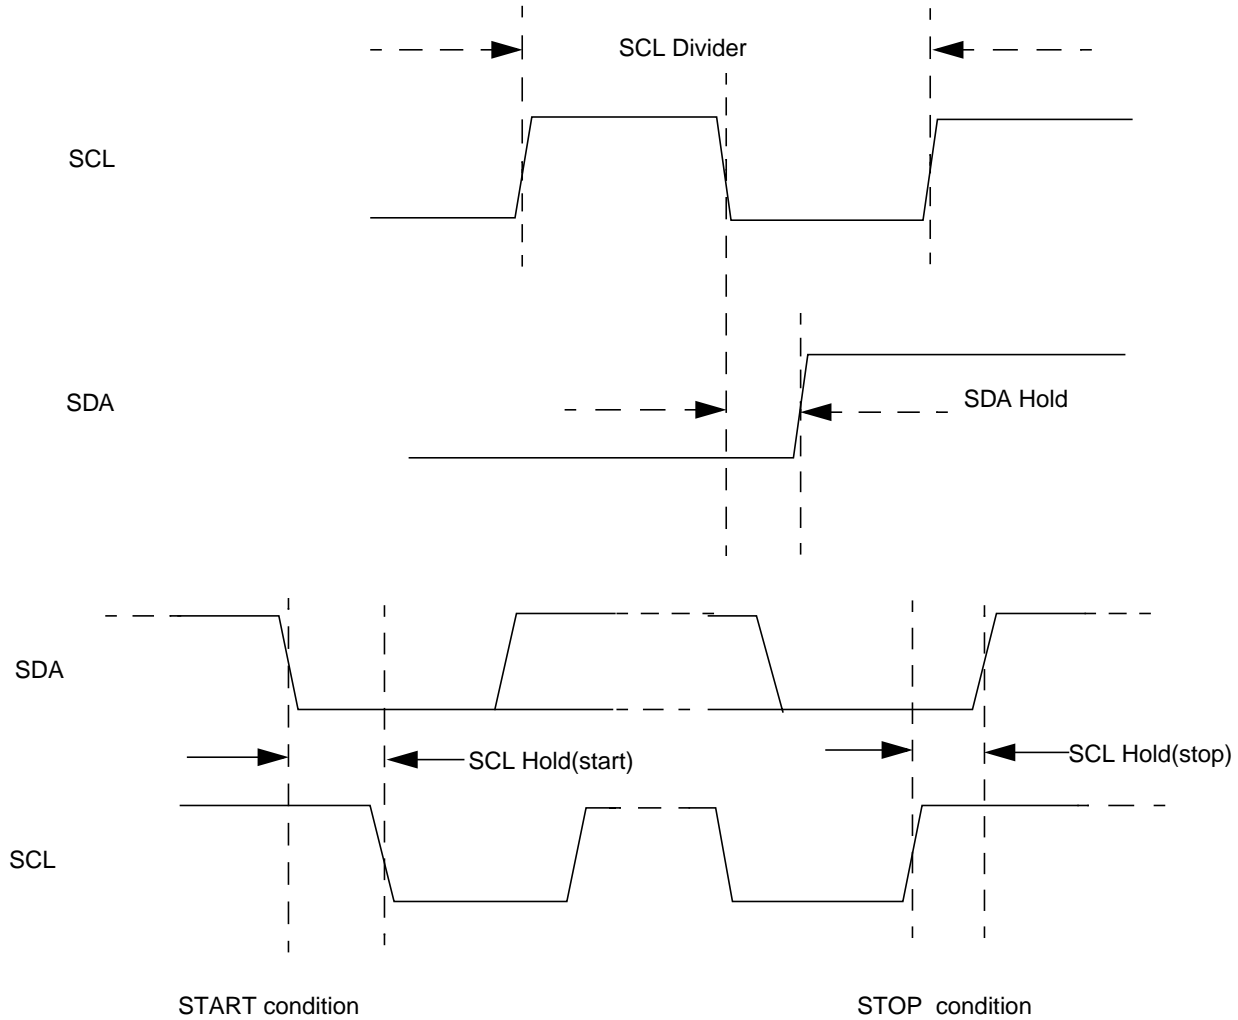 SCL Divider
SCL
SDA
SDA Hold
SDA
SCL Hold(start)
SCL Hold(stop)
SCL
START condition
STOP condition